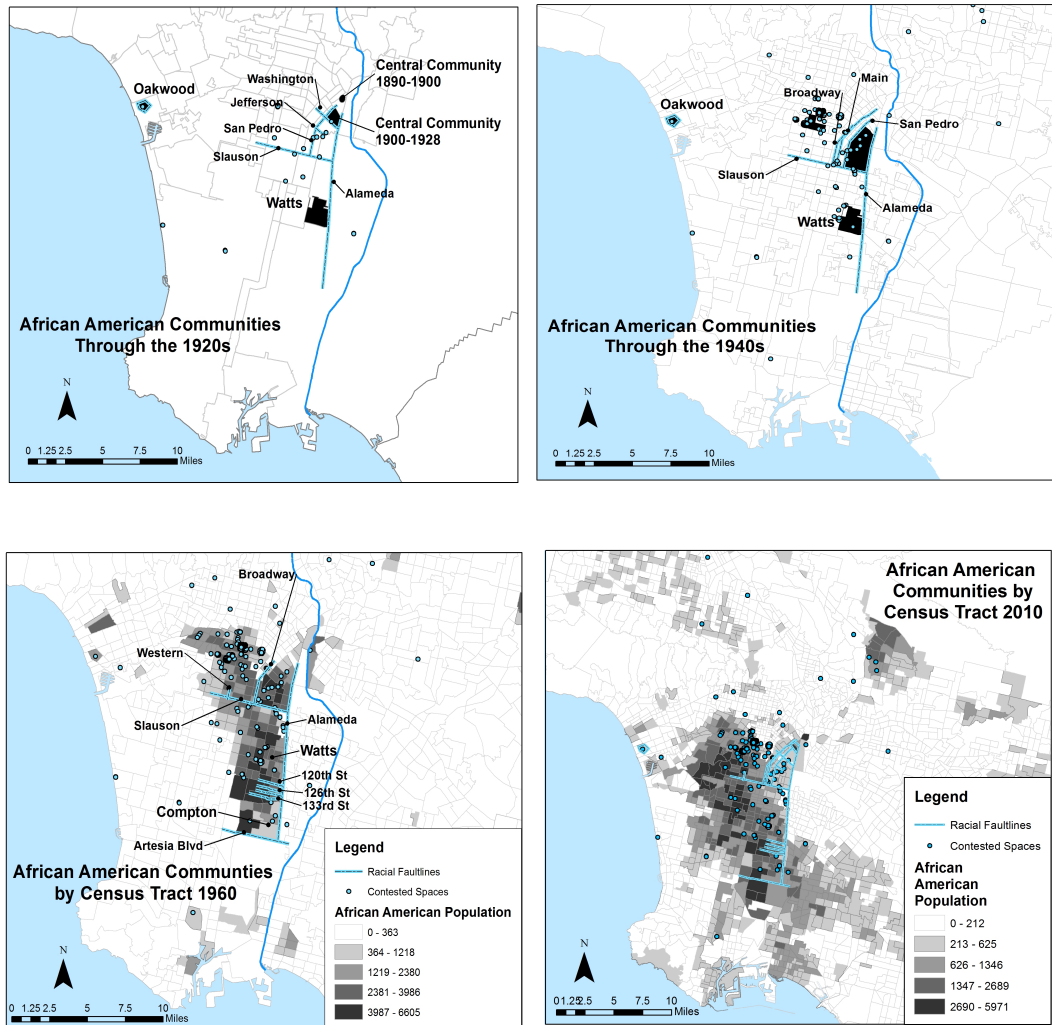 Washington
Central Community
1890-1900
Oakwood
Jefferson
Central Community
1900-1928
San Pedro
Slauson
Alameda
Watts
African American Communities
Through the 1920s
N
0 1.25 2.5 5 7.5 10
Miles
Main
Broadway
Oakwood
San Pedro
Slauson
Alameda
Watts
African American Communities
Through the 1940s
N
0 1.25 2.5 5 7.5 10
Miles
Broadway
Western
Slauson
Alameda
Watts
120th St
126th St
133rd St
Compton
Artesia Blvd
African American Communties
by Census Tract 1960
N
0 1.25 2.5 5 7.5 10
Miles
Legend
Racial Faultlines
Contested Spaces
African American Population
0 - 363
364 - 1218
1219 - 2380
2381 - 3986
3987 - 6605
African American
Communities by
Census Tract 2010
N
0 1.25 2.5 5 7.5 10
Miles
Legend
Racial Faultlines
Contested Spaces
African
American
Population
0 - 212
213 - 625
626 - 1346
1347 - 2689
2690 - 5971